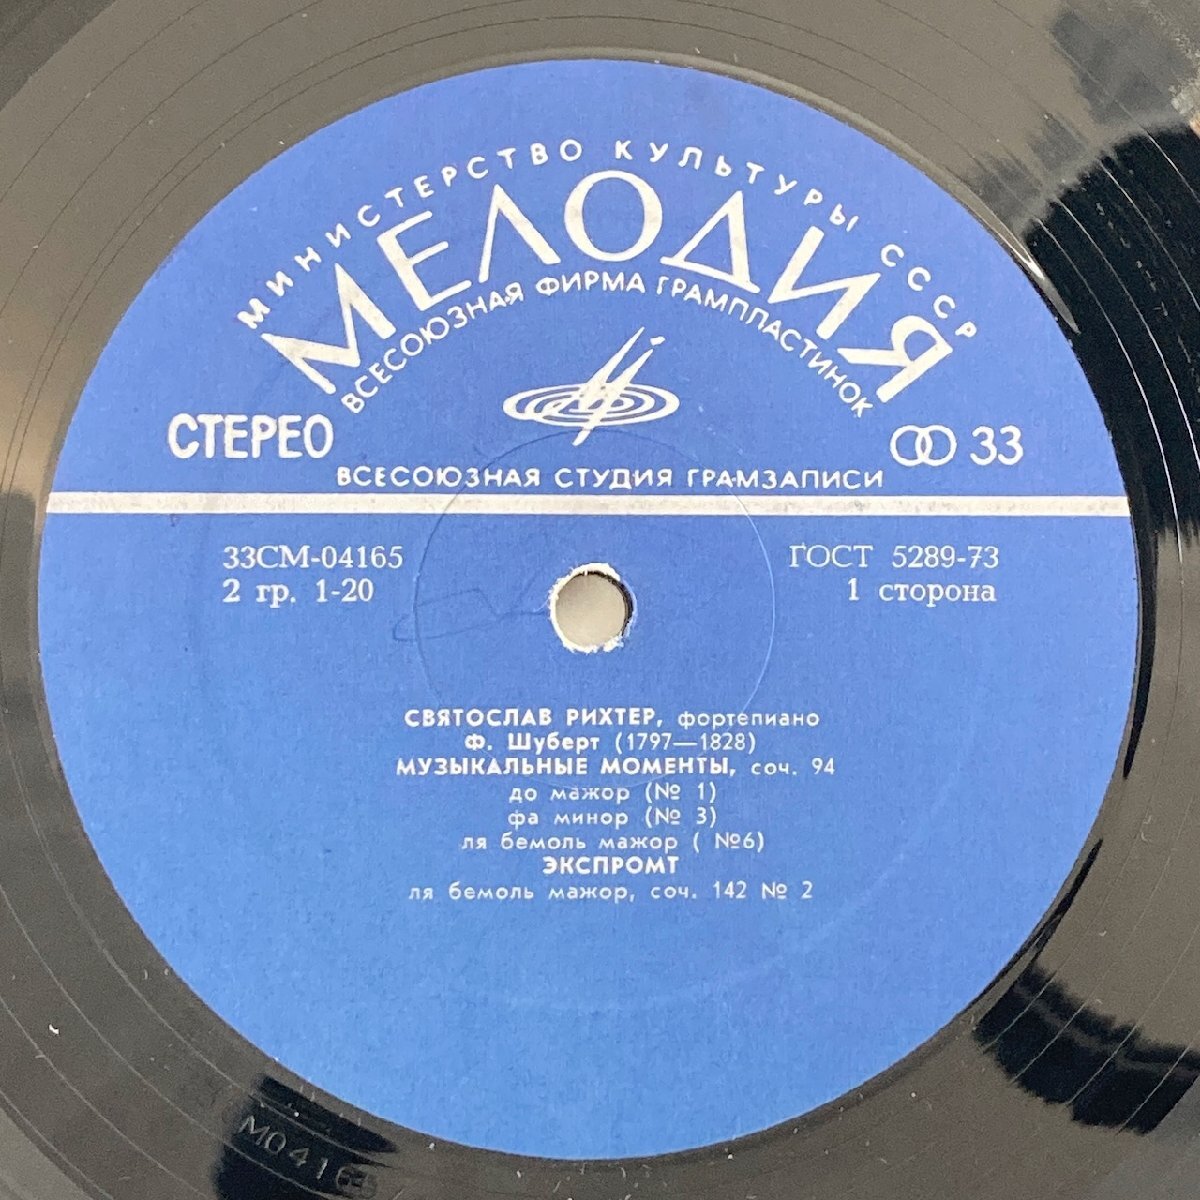 МИНИСТЕРСТВО КУЛЬТУРЫ СССР
МЕЛОДИЯ
ВСЕСОЮЗНАЯ ФИРМА ГРАМПЛАСТИНОК
СТЕРЕО
33
ВСЕСОЮЗНАЯ СТУДИЯ ГРАМЗАПИСИ
33СМ-04165
ГОСТ 5289-73
2 гр. 1-20
1 сторона
СВЯТОСЛАВ РИХТЕР, фортепиано
Ф. Шуберт (1797—1828)
МУЗЫКАЛЬНЫЕ МОМЕНТЫ, соч. 94
до мажор (№ 1)
фа минор (№ 3)
ля бемоль мажор ( №6)
ЭКСПРОМТ
ля бемоль мажор, соч. 142 № 2